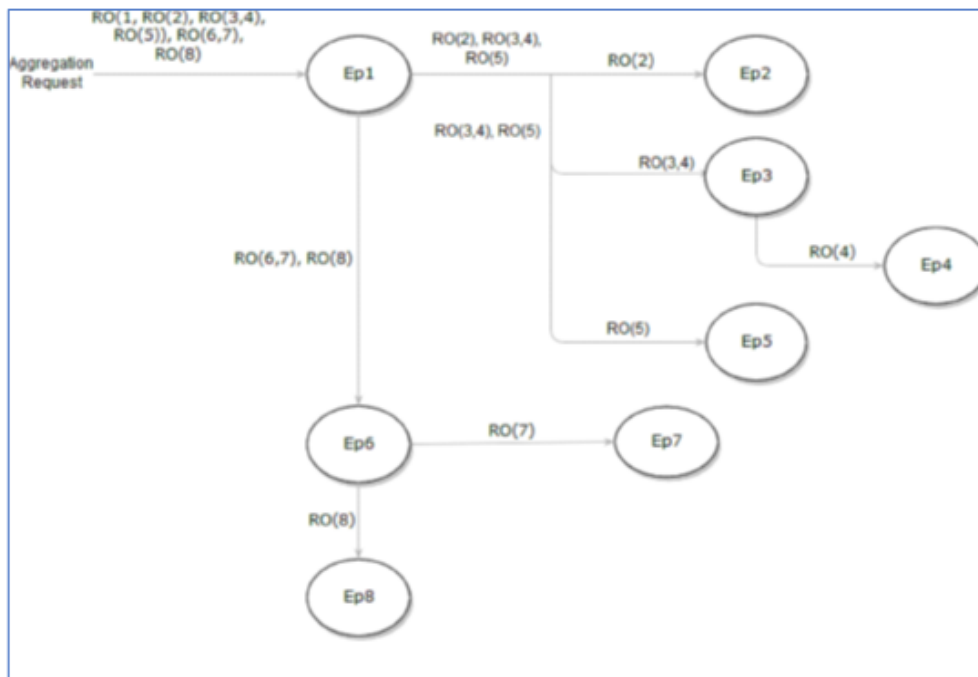 RO(1, RO(2), RO(3,4),
RO(5)), RO(6,7),
RO(8)
Aggregation
Request
Ep1
RO(2), RO(3,4),
RO(5)
RO(2)
Ep2
RO(3,4), RO(5)
RO(3,4)
Ep3
RO(4)
Ep4
RO(6,7), RO(8)
RO(5)
Ep5
Ep6
RO(7)
Ep7
RO(8)
Ep8